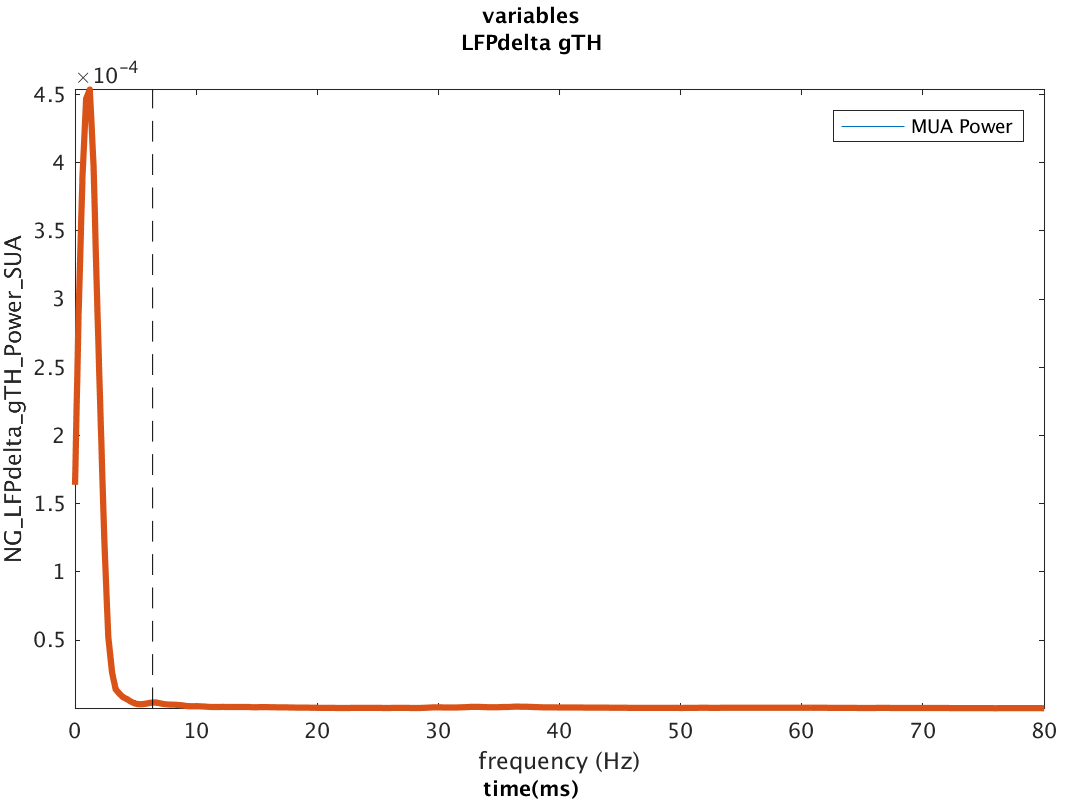 variables
LFPdelta gTH
×10⁻⁴
MUA Power
4.5
4
3.5
3
2.5
2
1.5
1
0.5
NG_LFPdelta_gTH_Power_SUA
0 10 20 30 40 50 60 70 80
frequency (Hz)
time(ms)